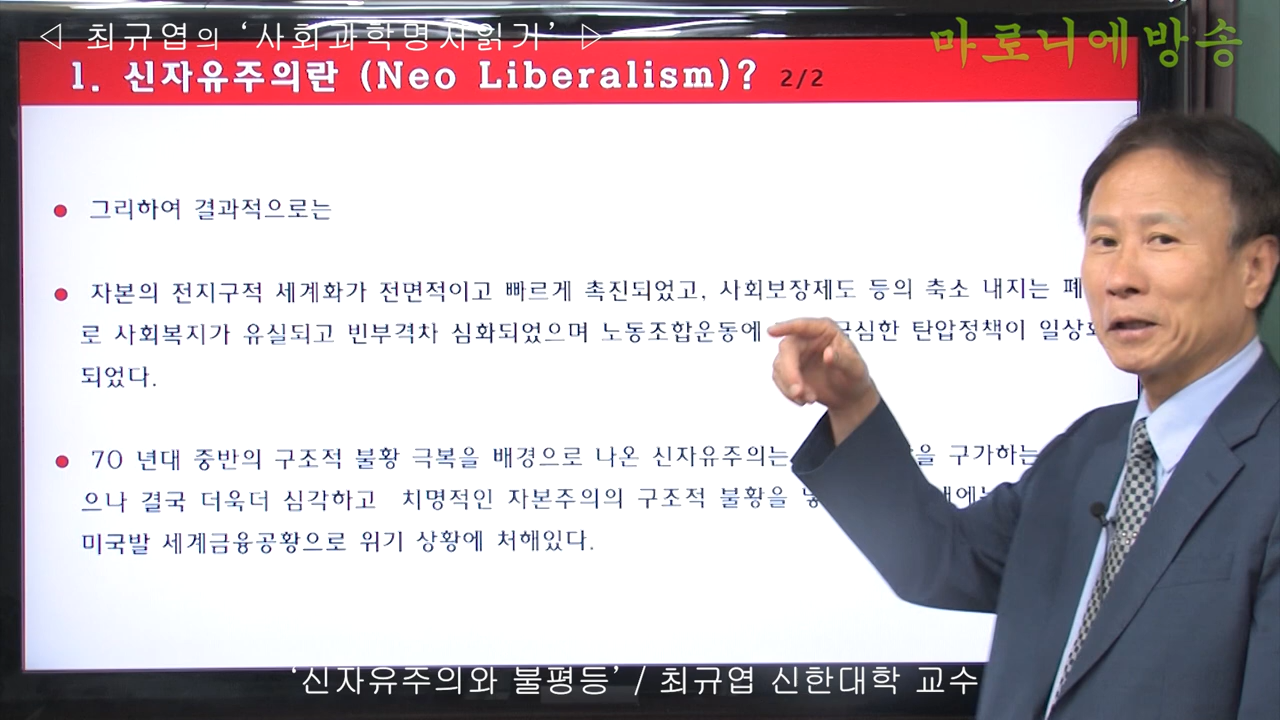 ◁ 최규엽의 ‘사회과학명저읽기’ ▷
마로니에방송
1. 신자유주의란 (Neo Liberalism)? 2/2
● 그리하여 결과적으로는
● 자본의 전지구적 세계화가 전면적이고 빠르게 촉진되었고, 사회보장제도 등의 축소 내지는
로 사회복지가 유실되고 빈부격차 심화되었으며 노동조합운동에 탄압정책이
되었다.
● 70 년대 중반의 구조적 불황 극복을 배경으로 나온 신자유주의는 구가하는
으나 결국 더욱더 심각하고 치명적인 자본주의의 구조적 불황을
미국발 세계금융공황으로 위기 상황에 처해있다.
‘신자유주의와 불평등’ / 최규엽 신한대학 교수